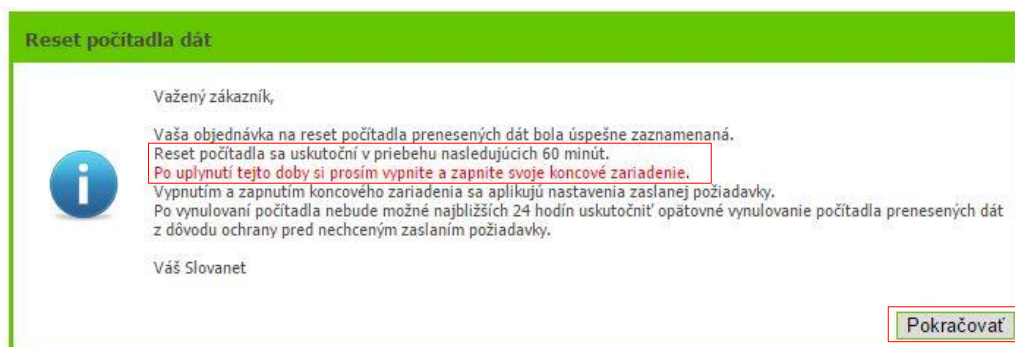 Reset počítadla dát
Važený zákazník,
Vaša objednávka na reset počítadla prenesených dát bola úspešne zaznamenaná.
Reset počítadla sa uskutoční v priebehu nasledujúcich 60 minút.
Po uplynutí tejto doby si prosím vypnite a zapnite svoje koncové zariadenie.
Vypnutím a zapnutím koncového zariadenia sa aplikujú nastavenia zaslanej požiadavky.
Po vynulovaní počítadla nebude možné najbližších 24 hodín uskutočniť opätovné vynulovanie počítadla prenesených dát
z dôvodu ochrany pred nechceným zaslaním požiadavky.
Váš Slovanet
Pokračovať